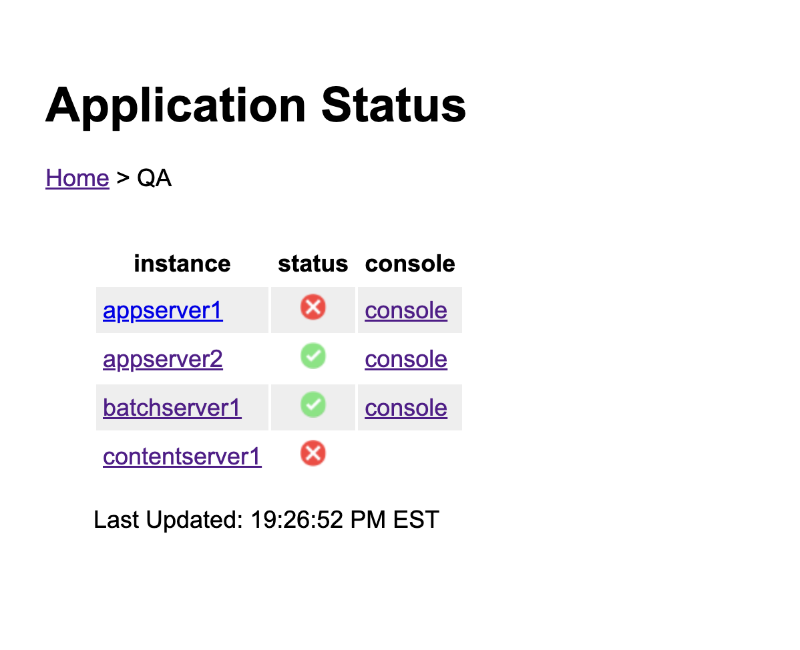 Application Status
Home > QA
instance status console
appserver1 console
appserver2 console
batchserver1 console
contentserver1
Last Updated: 19:26:52 PM EST